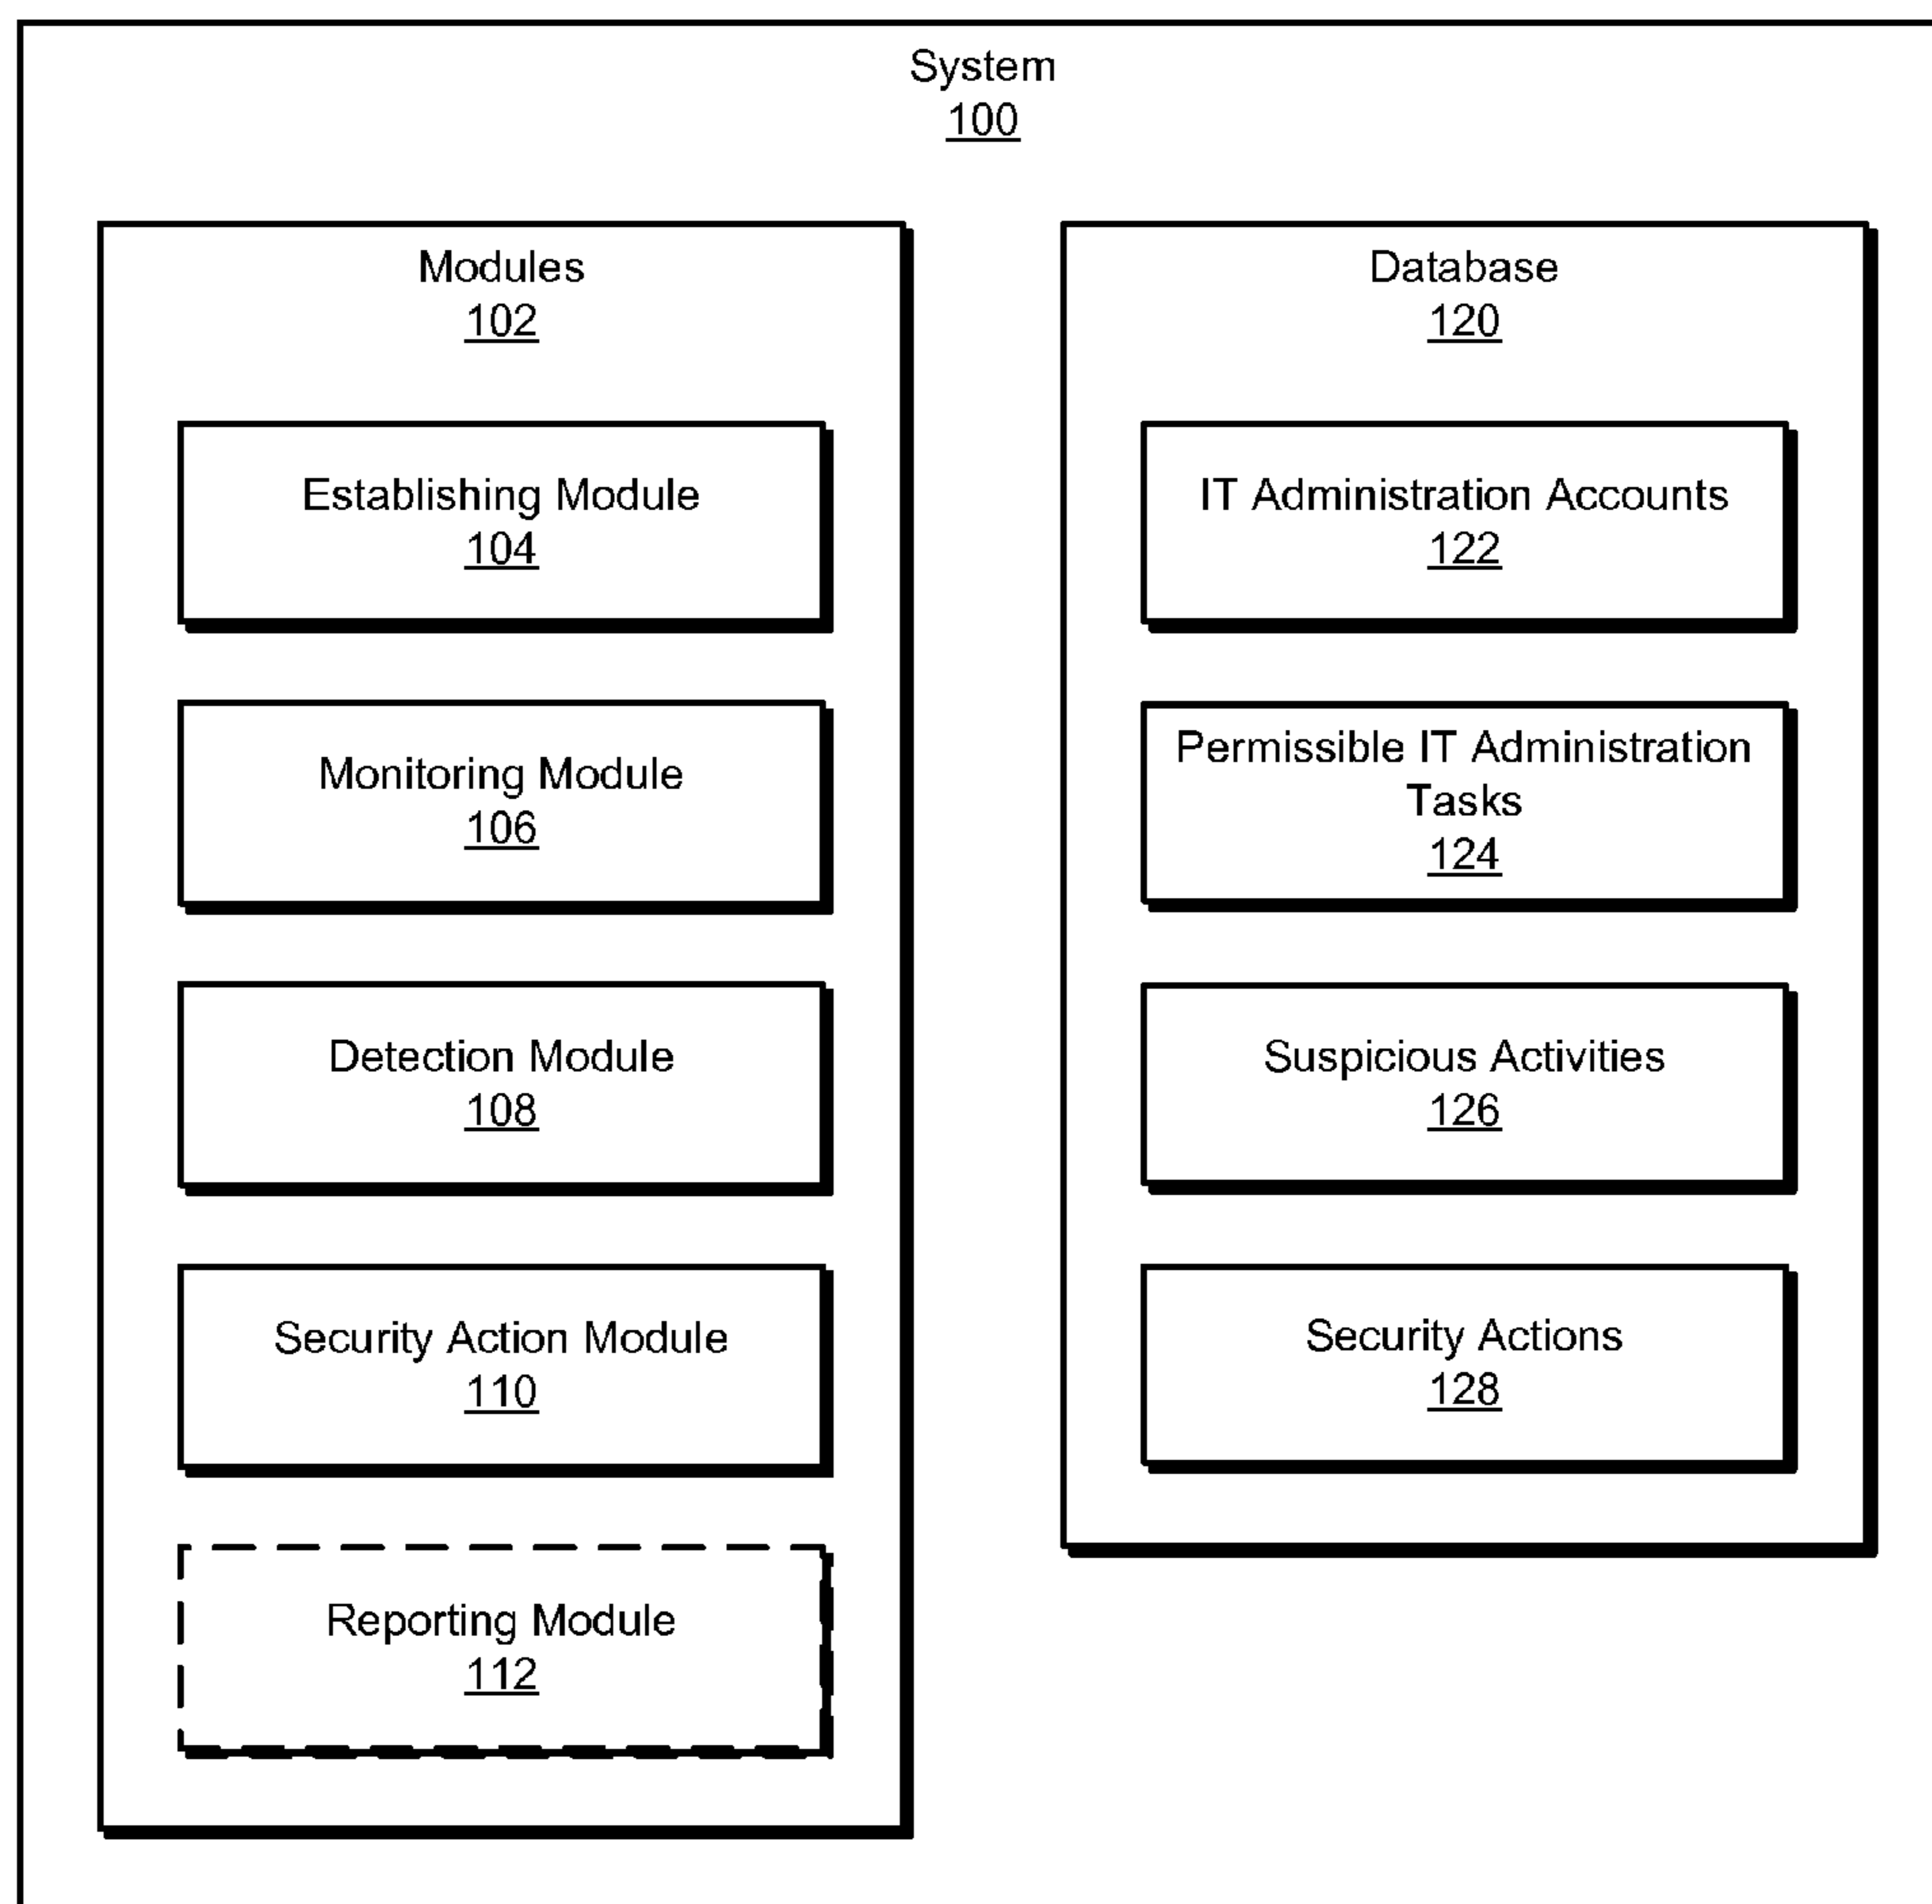 System
100
Modules
102
Establishing Module
104
Monitoring Module
106
Detection Module
108
Security Action Module
110
Reporting Module
112
Database
120
IT Administration Accounts
122
Permissible IT Administration
Tasks
124
Suspicious Activities
126
Security Actions
128